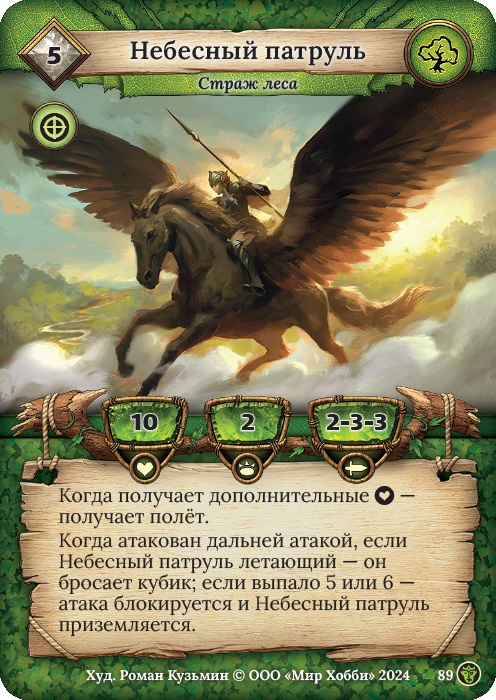 5
Небесный патруль
Страж леса
10
2
2-3-3
Когда получает дополнительные —
получает полёт.
Когда атакован дальней атакой, если
Небесный патруль летающий — он
бросает кубик; если выпало 5 или 6 —
атака блокируется и Небесный патруль
приземляется.
Худ. Роман Кузьмин © ООО «Мир Хобби» 2024
89